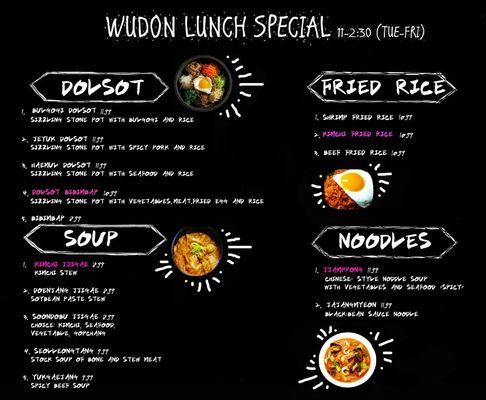 WUDON LUNCH SPECIAL 11-2:30 (TUE-FRI)
DOLSOT
1. BULGOGI DOLSOT 11.99
SIZZLING STONE POT WITH BULGOGI AND RICE
2. JEYUK DOLSOT 11.99
SIZZLING STONE POT WITH SPICY PORK AND RICE
3. HAEMUL DOLSOT 11.99
SIZZLING STONE POT WITH SEAFOOD AND RICE
4. DOLSOT BIBIMBAP 10.99
SIZZLING STONE POT WITH VEGETABLES, MEAT, FRIED EGG AND RICE
5. BIBIMBAP 9.99
SOUP
1. KIMCHI JJIGAE
KIMCHI STEW
2. DOENJANG JJIGAE
SOYBEAN PASTE STEW
3. SOONDOBU JJIGAE
CHOICE: KIMCHI, SEAFOOD,
VEGETABLE, GOPCHANG
4. SEOLLEONGTANG 9.99
STOCK SOUP OF BONE AND STEW MEAT
5. YUKGAEJANG 9.99
SPICY BEEF SOUP
FRIED RICE
1. SHRIMP FRIED RICE 10.99
2. KIMCHI FRIED RICE 10.99
3. BEEF FRIED RICE 10.99
NOODLES
1. JJAMPPONG 11.99
CHINESE- STYLE NOODLE SOUP
WITH VEGETABLES AND SEAFOOD -SPICY-
2. JAJANGMYEON 11.99
BLACK-BEAN SAUCE NOODLE